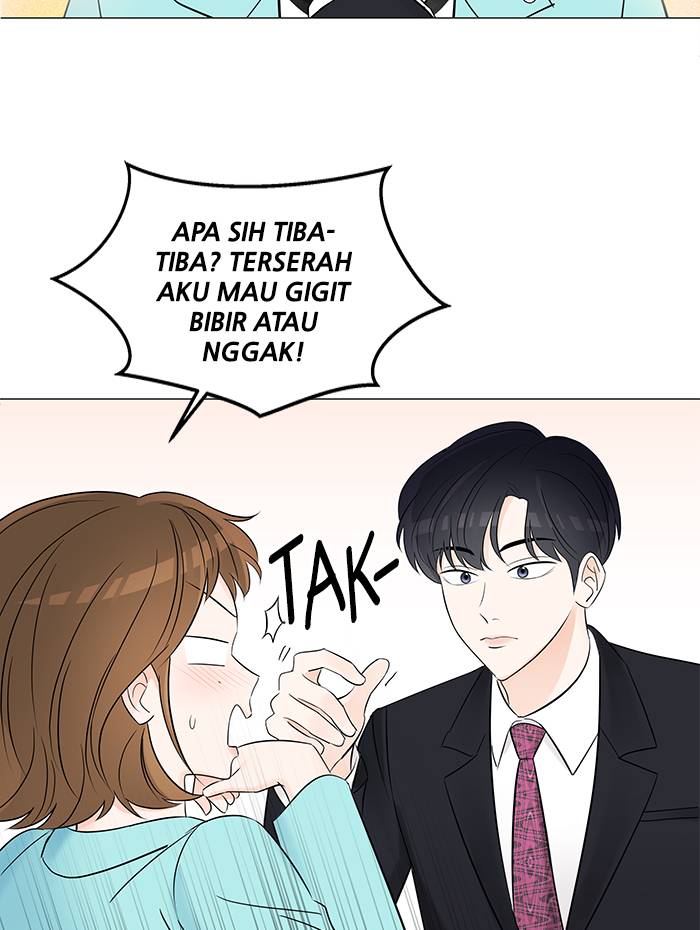 APA SIH TIBA-
TIBA? TERSERAH
AKU MAU GIGIT
BIBIR ATAU
NGGAK!
TAK-